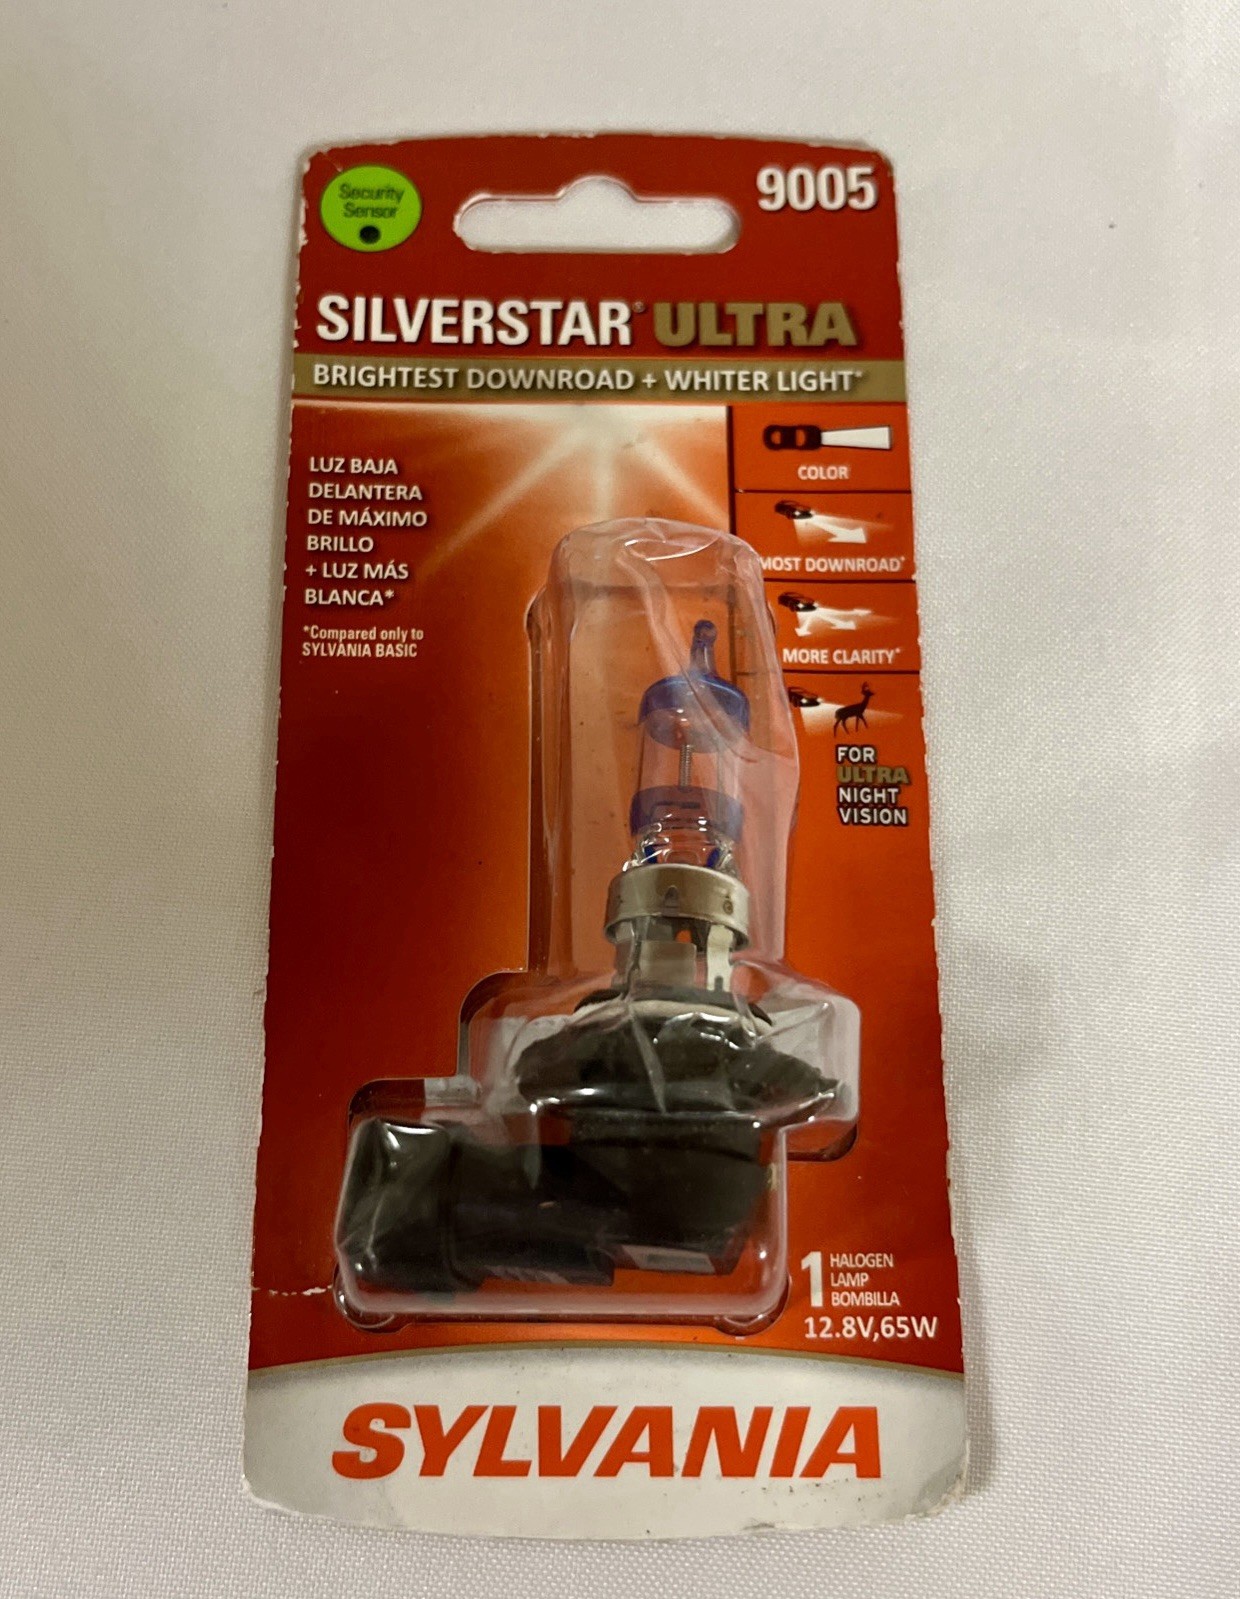 Security
Sensor
9005
SILVERSTAR® ULTRA
BRIGHTEST DOWNROAD + WHITER LIGHT*
LUZ BAJA
DELANTERA
DE MÁXIMO
BRILLO
+ LUZ MÁS
BLANCA*
*Compared only to
SYLVANIA BASIC
COLOR
MOST DOWNROAD*
MORE CLARITY*
FOR
ULTRA
NIGHT
VISION
1 HALOGEN
LAMP
BOMBILLA
12.8V,65W
SYLVANIA